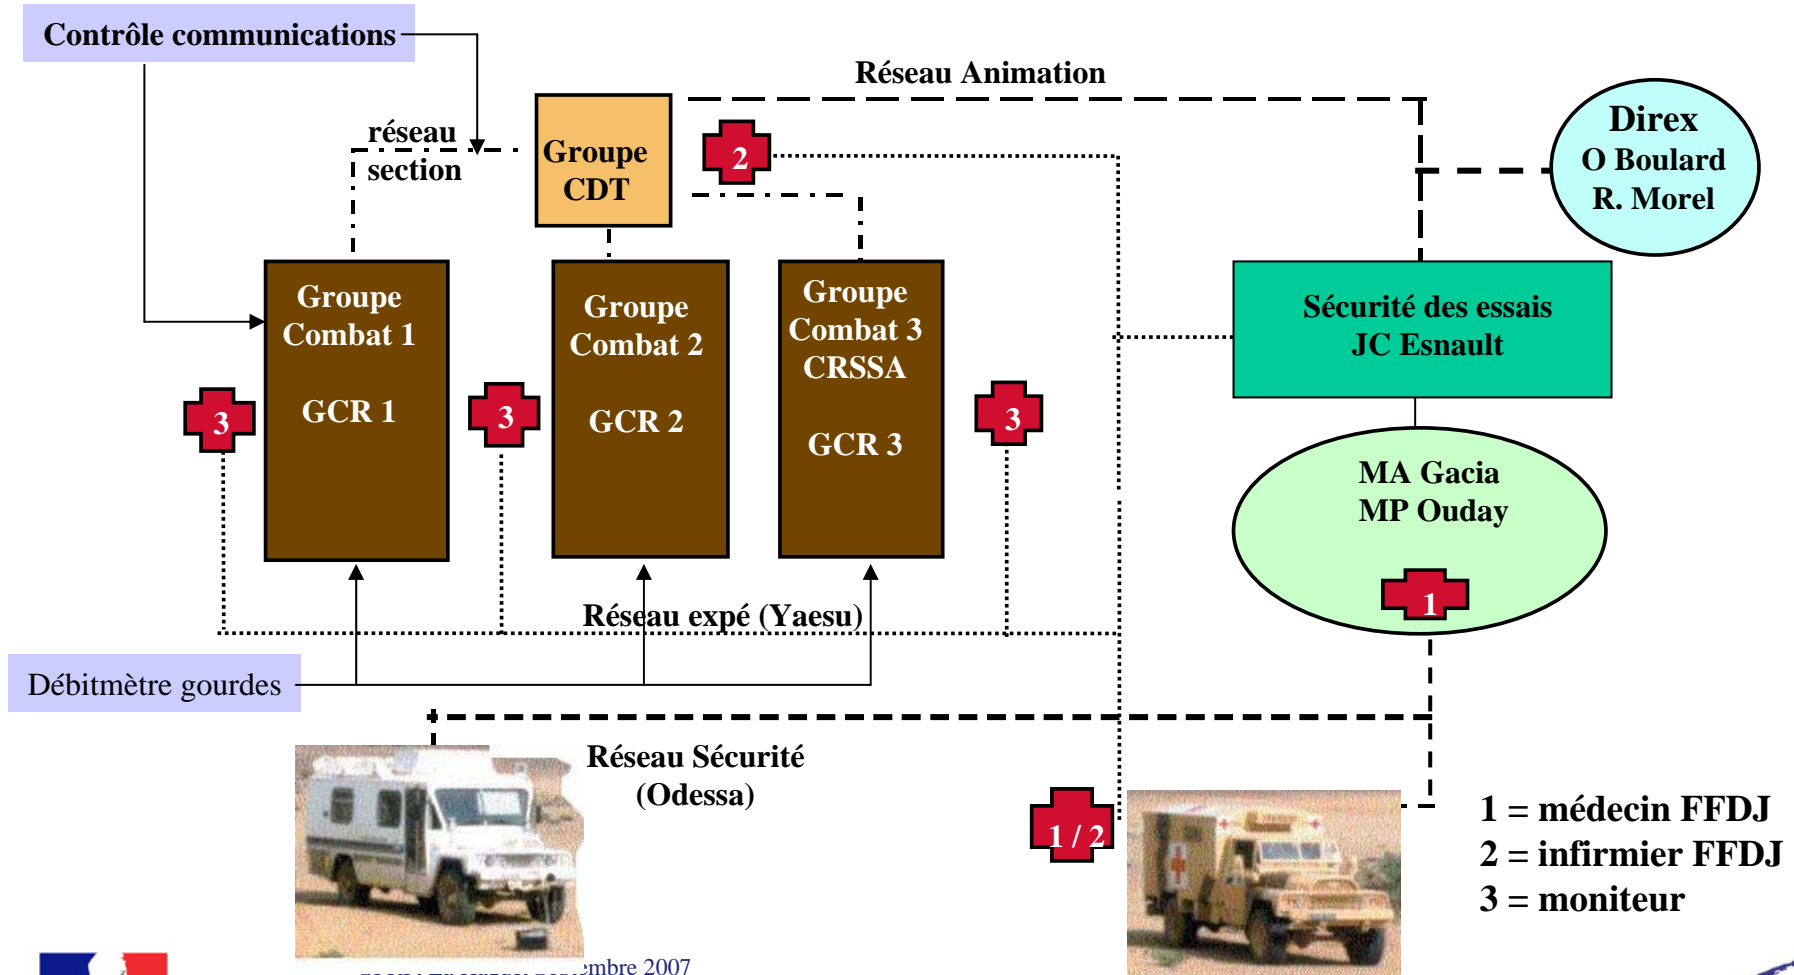 Contrôle communications
Réseau Animation
réseau
section
Groupe
CDT
2
Direx
O Boulard
R. Morel
Groupe
Combat 1
GCR 1
Groupe
Combat 2
GCR 2
Groupe
Combat 3
CRSSA
GCR 3
Sécurité des essais
JC Esnault
3
3
3
MA Gacia
MP Ouday
1
Réseau expé (Yaesu)
Débitmètre gourdes
Réseau Sécurité
(Odessa)
1 / 2
1 = médecin FFDJ
2 = infirmier FFDJ
3 = moniteur
2007